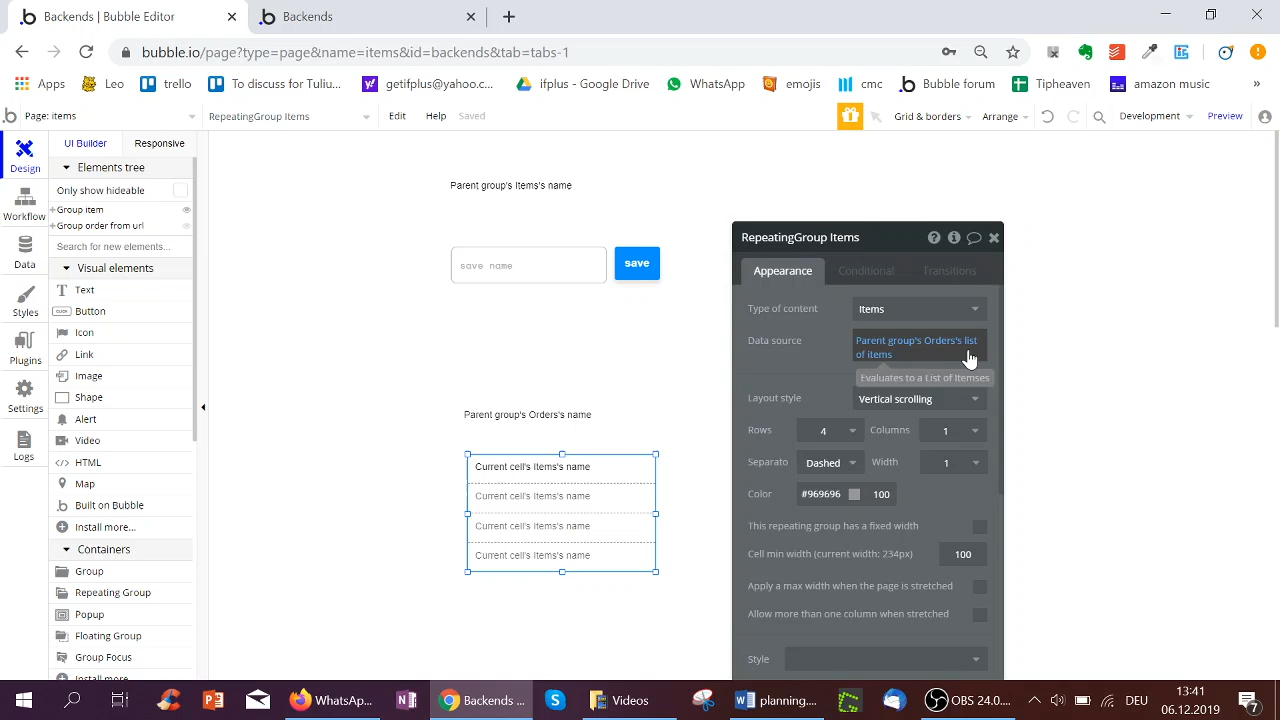 Backends | Bubble Editor
Backends
bubble.io/page?type=page&name=items&id=backends&tab=tabs-1
Apps
Leo
trello
To discuss for Tuliu...
getifplus@yahoo.c...
ifplus - Google Drive
WhatsApp
emojis
cmc
Bubble forum
Tipheaven
amazon music
»
Page: items
RepeatingGroup Items
Edit
Help
Saved
Grid & borders
Arrange
Development
Preview
Design
Workflow
Data
Styles
Plugins
Settings
Logs
UI Builder
Responsive
Elements tree
Only show hideable
+ Group item
+ Group order from url
Search for new elements...
Visual elements
Text
Button
Icon
Link
Image
Shape
Alert
Video
HTML
Map
Built on bubble
Install more...
Containers
Group
Repeating Group
Popup
Floating Group
Group Focus
Install more...
Parent group's Items's name
save name
save
Parent group's Orders's name
Current cell's Items's name
Current cell's Items's name
Current cell's Items's name
Current cell's Items's name
RepeatingGroup Items
Appearance
Conditional
Transitions
Type of content
Items
Data source
Parent group's Orders's list
of items
Evaluates to a List of Itemses
Layout style
Vertical scrolling
Rows
4
Columns
1
Separato
Dashed
Width
1
Color
#969696
100
This repeating group has a fixed width
Cell min width (current width: 234px)
100
Apply a max width when the page is stretched
Allow more than one column when stretched
Style
WhatsApp...
Backends ...
Videos
planning....
OBS 24.0....
DEU
13:41
06.12.2019
7